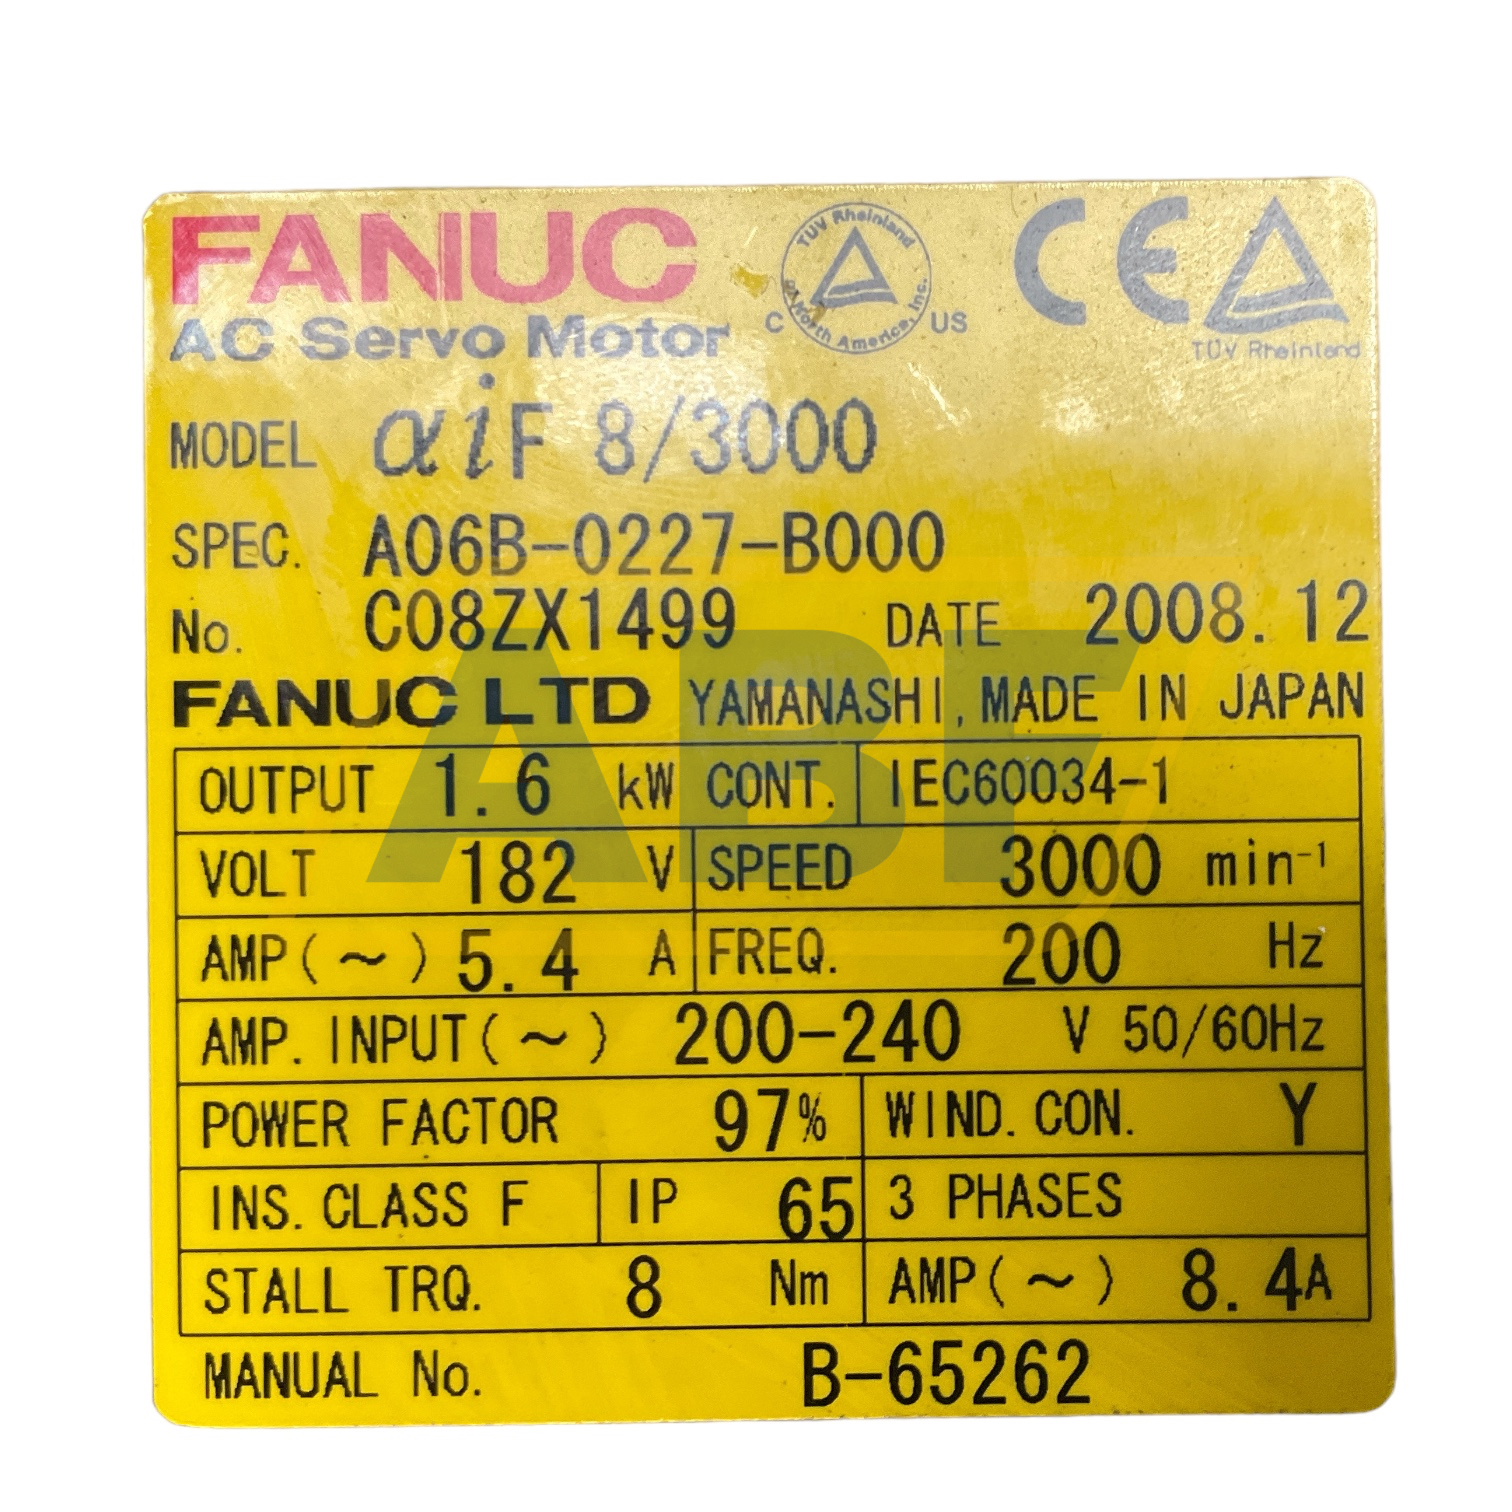 FANUC
AC Servo Motor
TÜV Rheinland
of North America, Inc.
C US
CE
TÜV Rheinland
MODEL αiF 8/3000
SPEC. A06B-0227-B000
No. C08ZX1499 DATE 2008.12
FANUC LTD YAMANASHI, MADE IN JAPAN
OUTPUT 1.6 kW CONT. IEC60034-1
VOLT 182 V SPEED 3000 min⁻¹
AMP(~) 5.4 A FREQ. 200 Hz
AMP. INPUT(~) 200-240 V 50/60Hz
POWER FACTOR 97% WIND. CON. Y
INS. CLASS F IP 65 3 PHASES
STALL TRQ. 8 Nm AMP(~) 8.4A
MANUAL No. B-65262
ABF